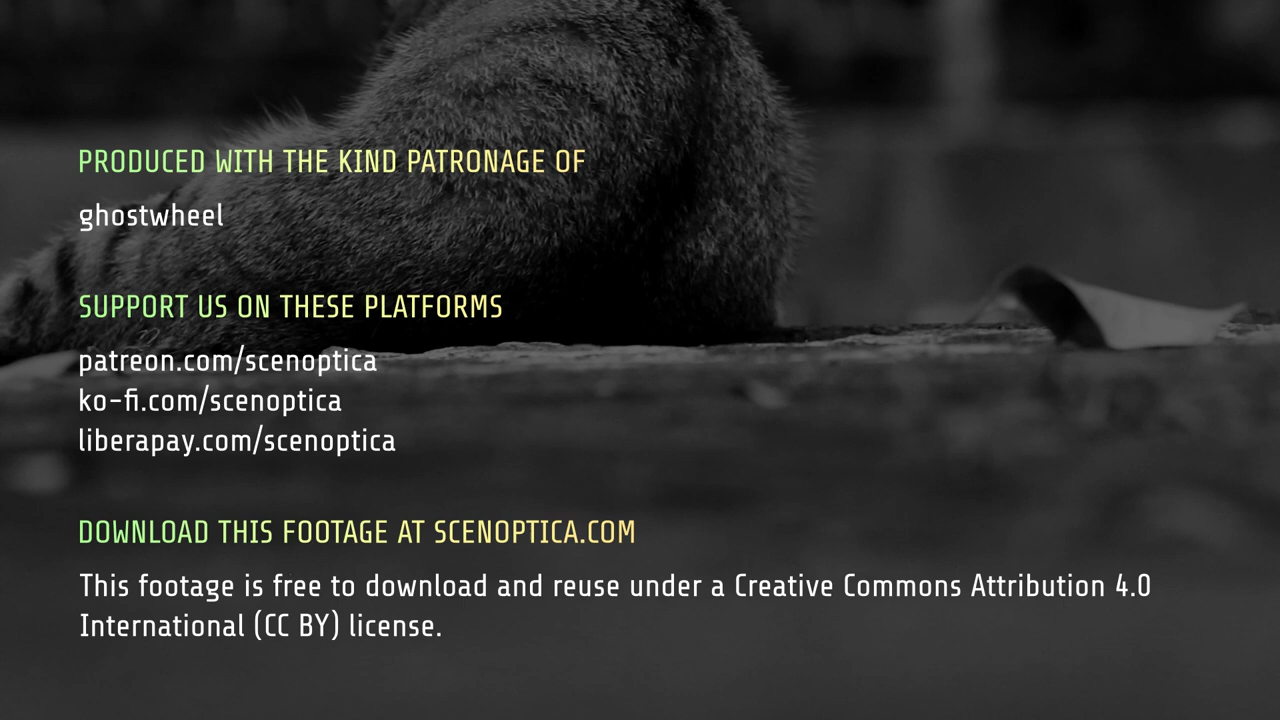 PRODUCED WITH THE KIND PATRONAGE OF
ghostwheel
SUPPORT US ON THESE PLATFORMS
patreon.com/scenoptica
ko-fi.com/scenoptica
liberapay.com/scenoptica
DOWNLOAD THIS FOOTAGE AT SCENOPTICA.COM
This footage is free to download and reuse under a Creative Commons Attribution 4.0
International (CC BY) license.